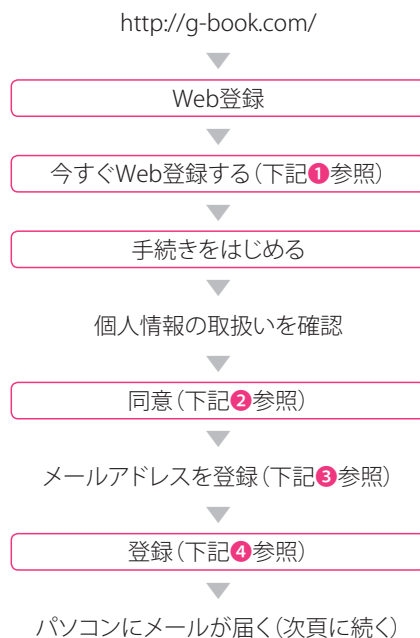 http://g-book.com/
Web登録
今すぐWeb登録する（下記❶参照）
手続きをはじめる
個人情報の取扱いを確認
同意（下記❷参照）
メールアドレスを登録（下記❸参照）
登録（下記❹参照）
パソコンにメールが届く（次頁に続く）